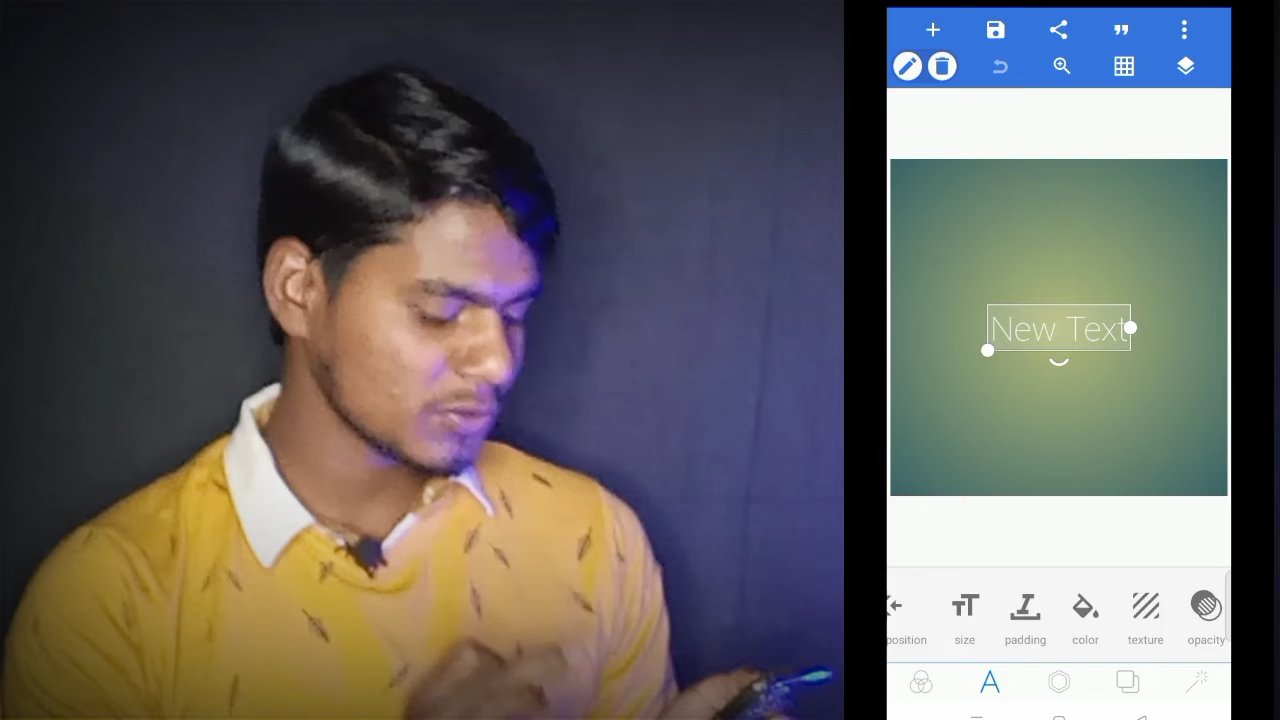 New Text
position
size
padding
color
texture
opacity